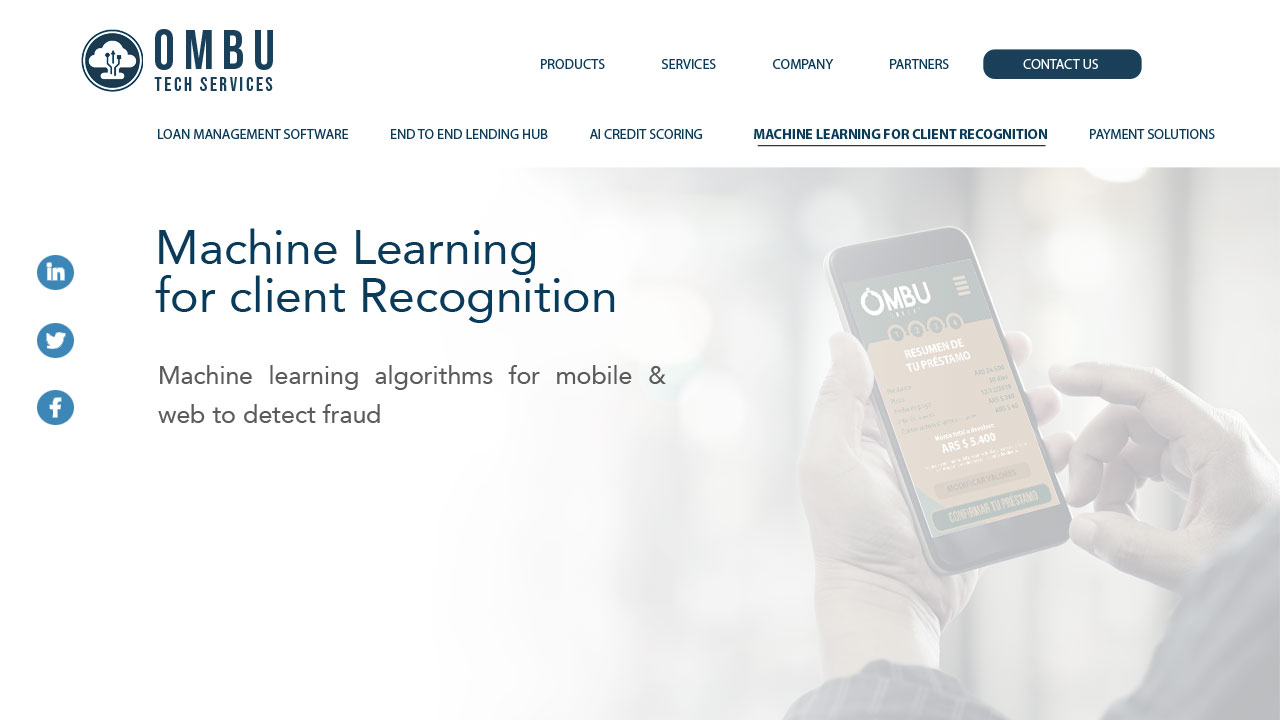 OMBU
TECH SERVICES
PRODUCTS
SERVICES
COMPANY
PARTNERS
CONTACT US
LOAN MANAGEMENT SOFTWARE
END TO END LENDING HUB
AI CREDIT SCORING
MACHINE LEARNING FOR CLIENT RECOGNITION
PAYMENT SOLUTIONS
Machine Learning
for client Recognition
Machine learning algorithms for mobile &
web to detect fraud
in
f
OMBU
RESUMEN DE
TU PRÉSTAMO
Monto total a devolver:
ARS $ 5.400
MODIFICAR VALORES
CONFIRMAR TU PRÉSTAMO